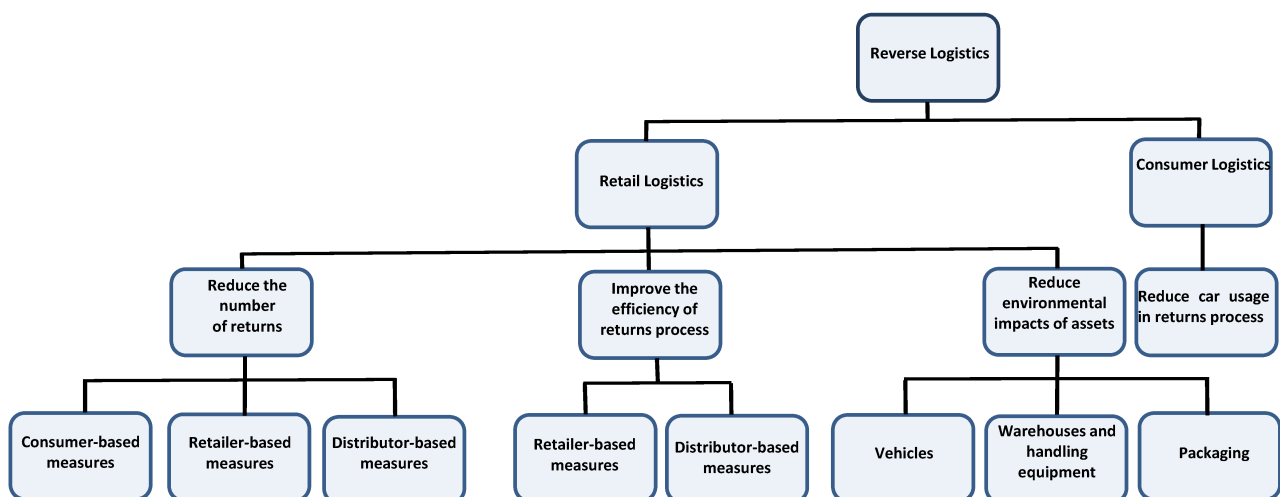 Reverse Logistics
Retail Logistics
Consumer Logistics
Reduce the
number
of returns
Improve the
efficiency of
returns process
Reduce
environmental
impacts of assets
Reduce car usage
in returns process
Consumer-based
measures
Retailer-based
measures
Distributor-based
measures
Retailer-based
measures
Distributor-based
measures
Vehicles
Warehouses and
handling
equipment
Packaging